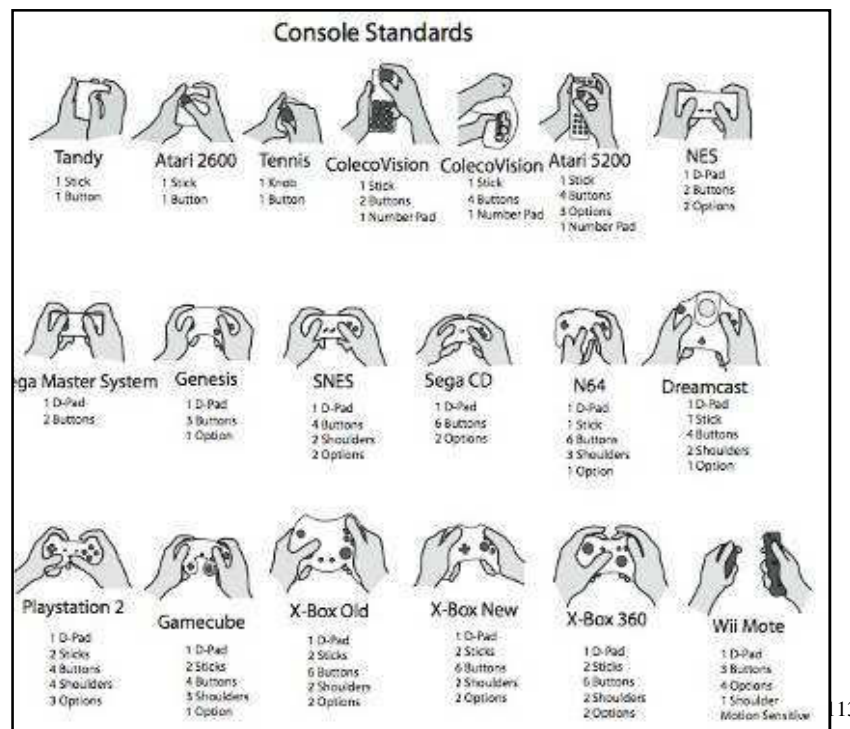 Console Standards
Tandy
1 Stick
1 Button
Atari 2600
1 Stick
1 Button
Tennis
1 Knob
1 Button
ColecoVision
1 Stick
2 Buttons
1 Number Pad
ColecoVision
1 Stick
4 Buttons
1 Number Pad
Atari 5200
1 Stick
4 Buttons
3 Options
1 Number Pad
NES
1 D-Pad
2 Buttons
2 Options
ega Master System
1 D-Pad
2 Buttons
Genesis
1 D-Pad
3 Buttons
1 Option
SNES
1 D-Pad
4 Buttons
2 Shoulders
2 Options
Sega CD
1 D-Pad
6 Buttons
2 Options
N64
1 D-Pad
1 Stick
6 Buttons
3 Shoulders
1 Option
Dreamcast
1 D-Pad
1 Stick
4 Buttons
2 Shoulders
1 Option
Playstation 2
1 D-Pad
2 Sticks
4 Buttons
4 Shoulders
3 Options
Gamecube
1 D-Pad
2 Sticks
4 Buttons
3 Shoulders
1 Option
X-Box Old
1 D-Pad
2 Sticks
6 Buttons
2 Shoulders
2 Options
X-Box New
1 D-Pad
2 Sticks
6 Buttons
2 Shoulders
2 Options
X-Box 360
1 D-Pad
2 Sticks
6 Buttons
2 Shoulders
2 Options
Wii Mote
1 D-Pad
3 Buttons
4 Options
1 Shoulder
Motion Sensitive